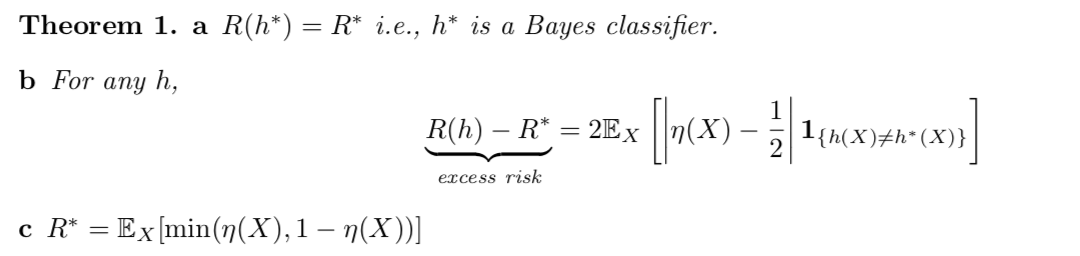 Theorem 1. a R(h*) = R* i.e., h* is a Bayes classifier.
b For any h,
R(h) − R* = 2𝔼_X [ | η(X) − 1/2 | 𝟏_{h(X)≠h*(X)} ]
excess risk
c R* = 𝔼_X[min(η(X), 1 − η(X))]